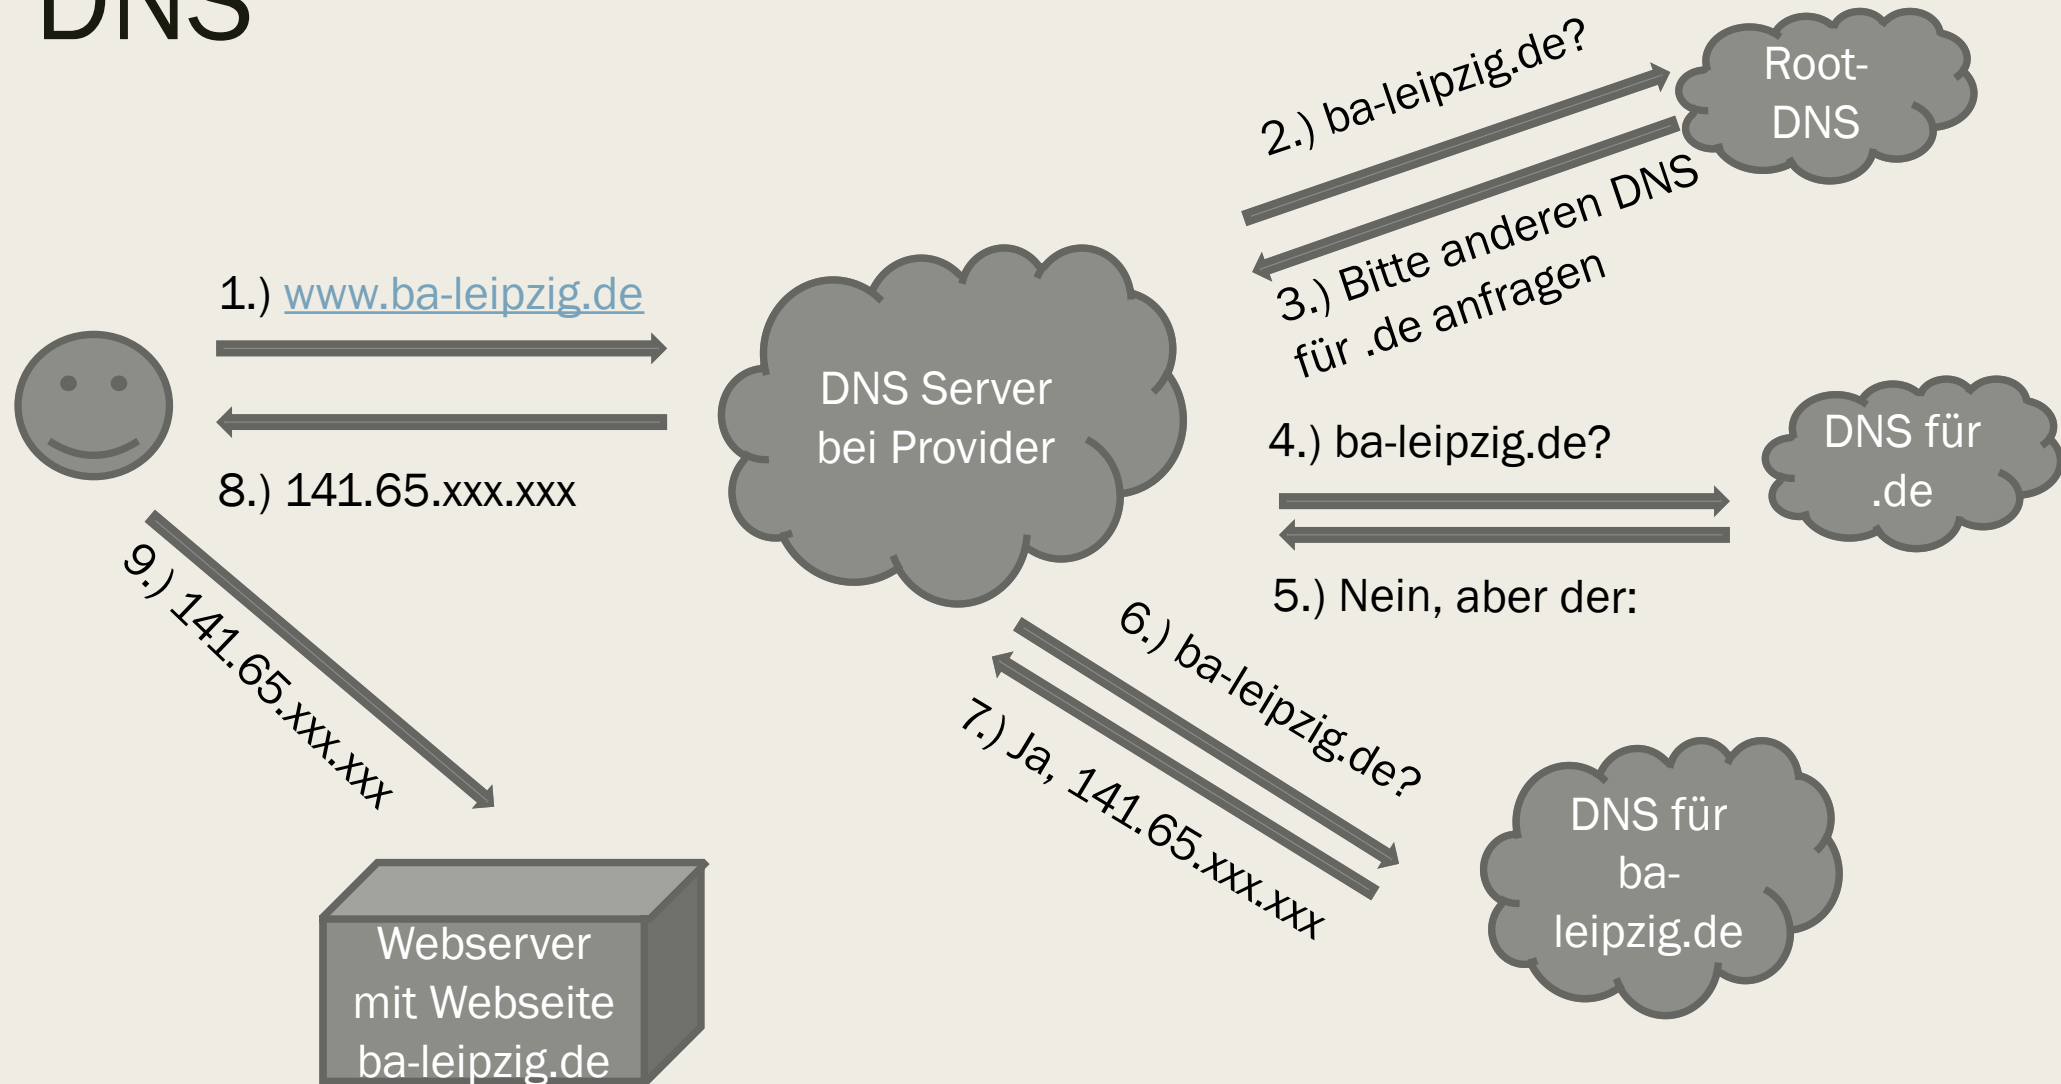 DNS
2.) ba-leipzig.de?
Root-
DNS
3.) Bitte anderen DNS
für .de anfragen
1.) www.ba-leipzig.de
DNS Server
bei Provider
8.) 141.65.xxx.xxx
4.) ba-leipzig.de?
DNS für
.de
5.) Nein, aber der:
9.) 141.65.xxx.xxx
6.) ba-leipzig.de?
7.) Ja, 141.65.xxx.xxx
DNS für
ba-
leipzig.de
Webserver
mit Webseite
ba-leipzig.de